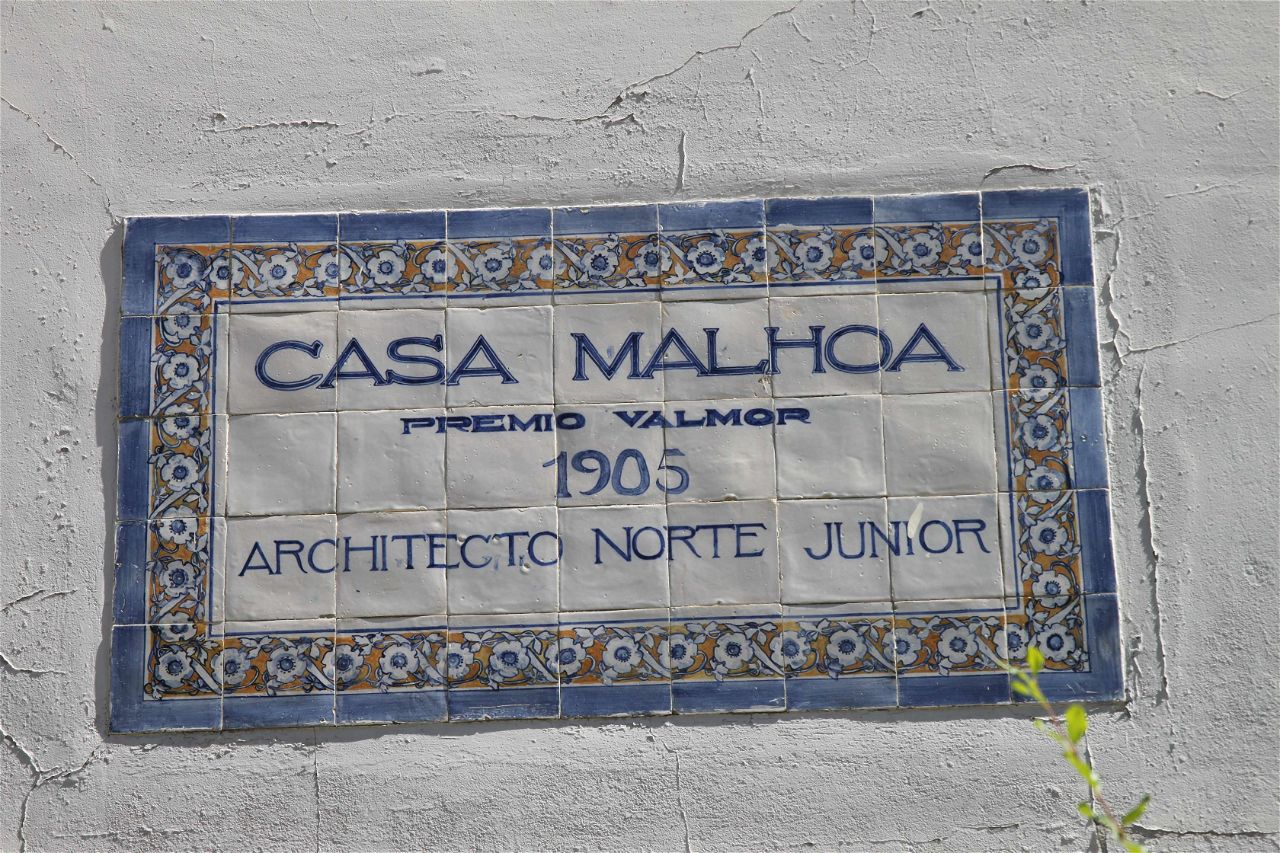 CASA MALHOA
PREMIO VALMOR
1905
ARCHITECTO NORTE JUNIOR